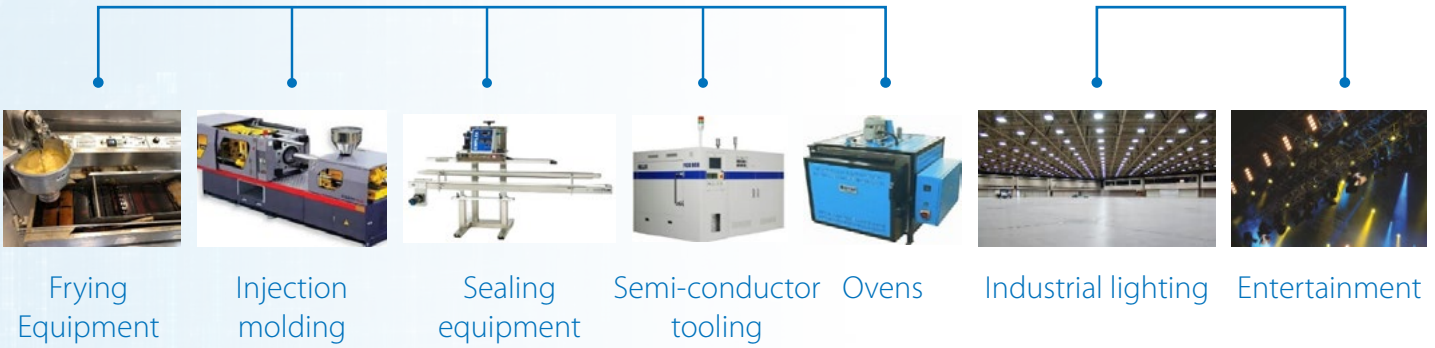 Frying
Equipment
Injection
molding
Sealing
equipment
Semi-conductor
tooling
Ovens
Industrial lighting
Entertainment